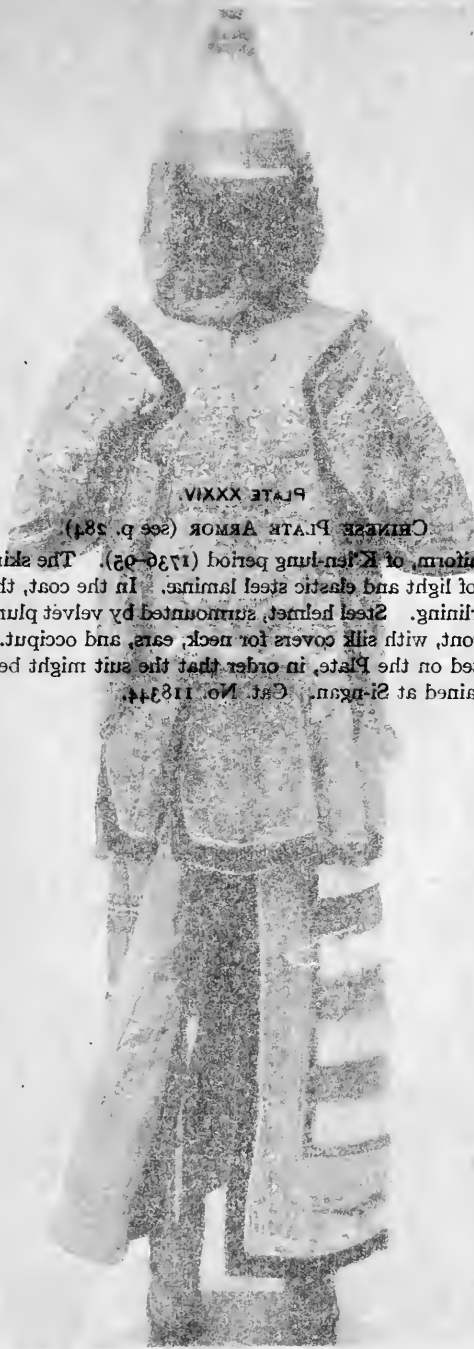 PLATE XXXIV.
CHINESE PLATE ARMOR (see p. 284).
uniform, of K'ien-lung period (1736-95). The skir
of light and elastic steel laminæ. In the coat, th
lining. Steel helmet, surmounted by velvet plum
ont, with silk covers for neck, ears, and occiput.
ed on the Plate, in order that the suit might be
ained at Si-ngan. Cat. No. 118344.